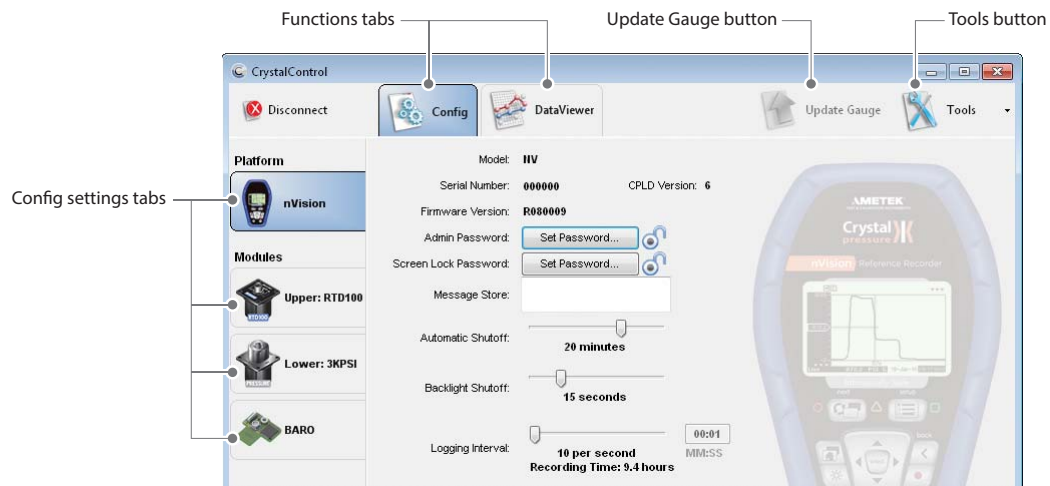 Functions tabs
Update Gauge button
Tools button
CrystalControl
Disconnect
Config
DataViewer
Update Gauge
Tools
Config settings tabs
Platform
nVision
Modules
Upper: RTD100
RTD100
Lower: 3KPSI
PRESSURE
BARO
Model: NV
Serial Number: 000000 CPLD Version: 6
Firmware Version: R080009
Admin Password: Set Password...
Screen Lock Password: Set Password...
Message Store:
Automatic Shutoff:
20 minutes
Backlight Shutoff:
15 seconds
Logging Interval:
00:01
10 per second MM:SS
Recording Time: 9.4 hours
AMETEK
Crystal
pressure
nVision Reference Recorder
back